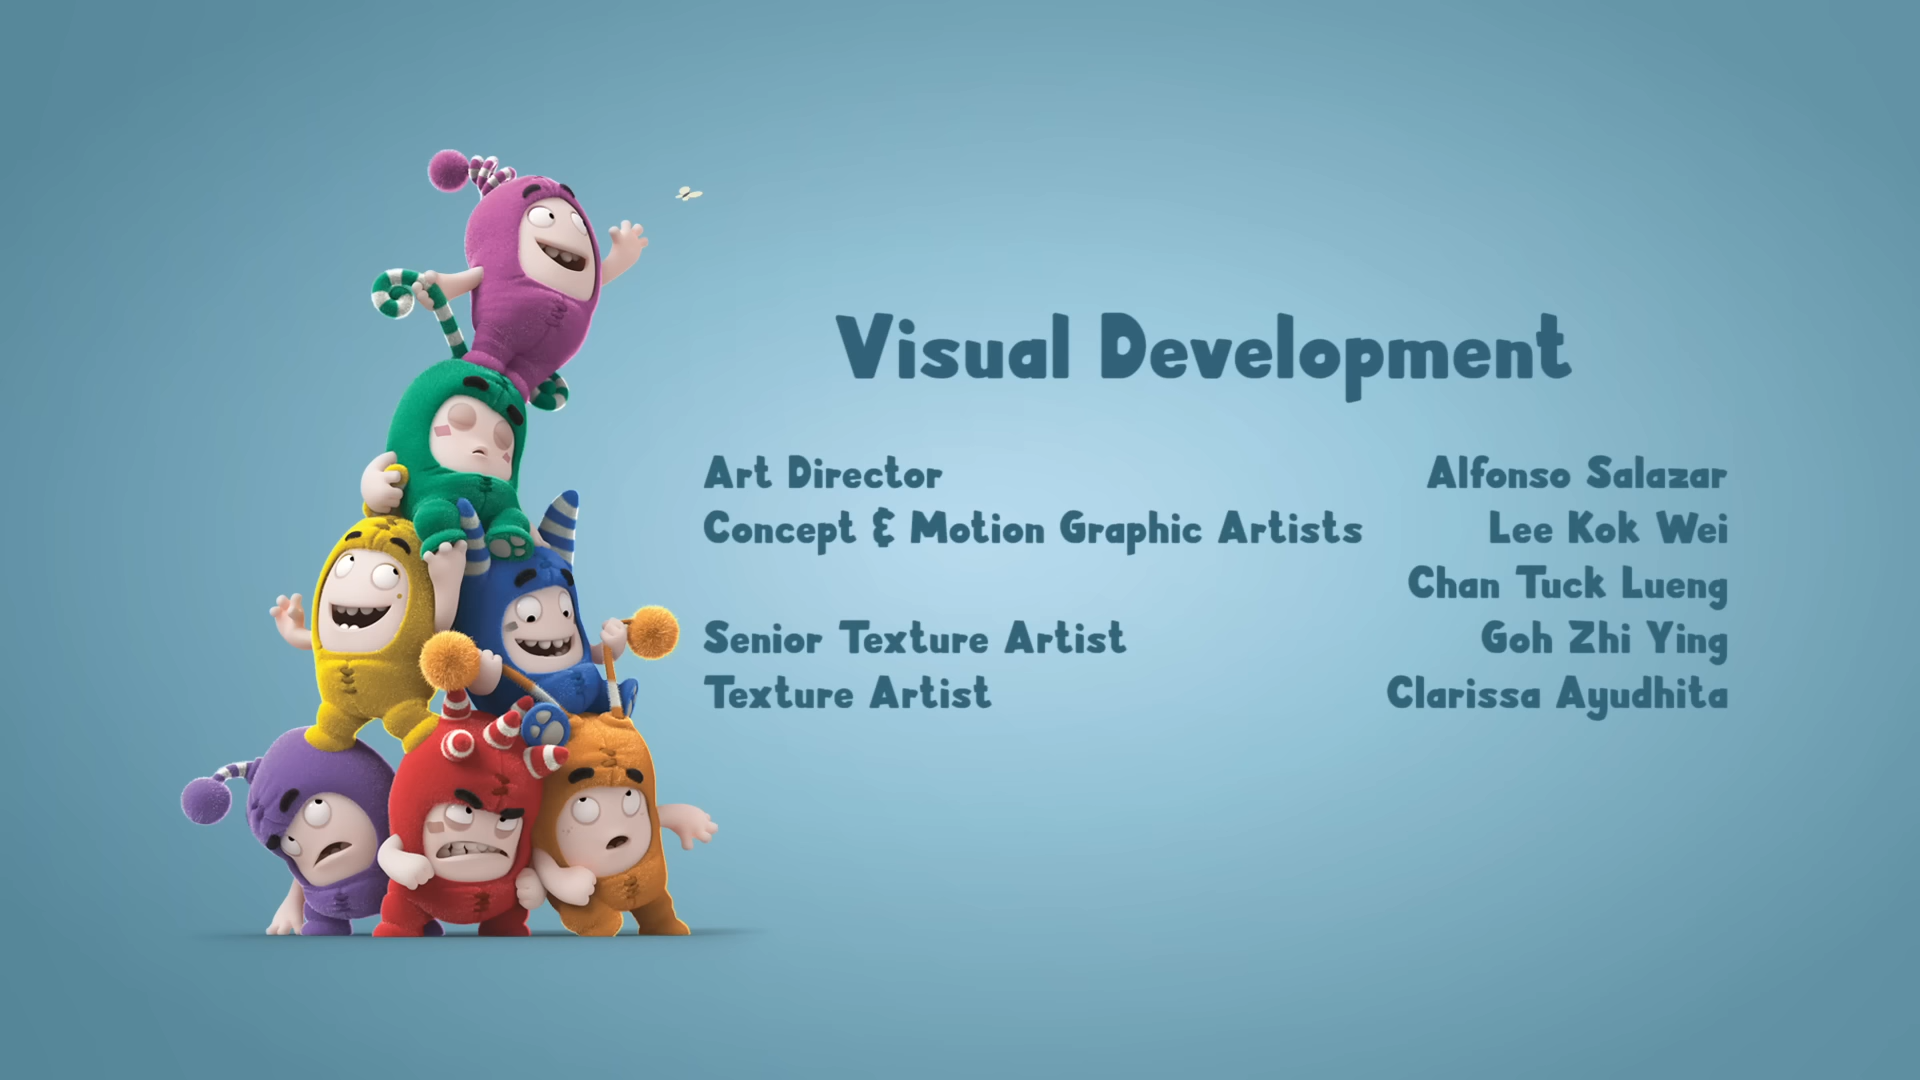 Visual Development
Art Director Alfonso Salazar
Concept & Motion Graphic Artists Lee Kok Wei
Chan Tuck Lueng
Senior Texture Artist Goh Zhi Ying
Texture Artist Clarissa Ayudhita